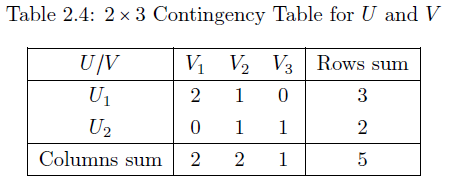 Table 2.4: 2 × 3 Contingency Table for U and V
U/V V₁ V₂ V₃ Rows sum
U₁ 2 1 0 3
U₂ 0 1 1 2
Columns sum 2 2 1 5